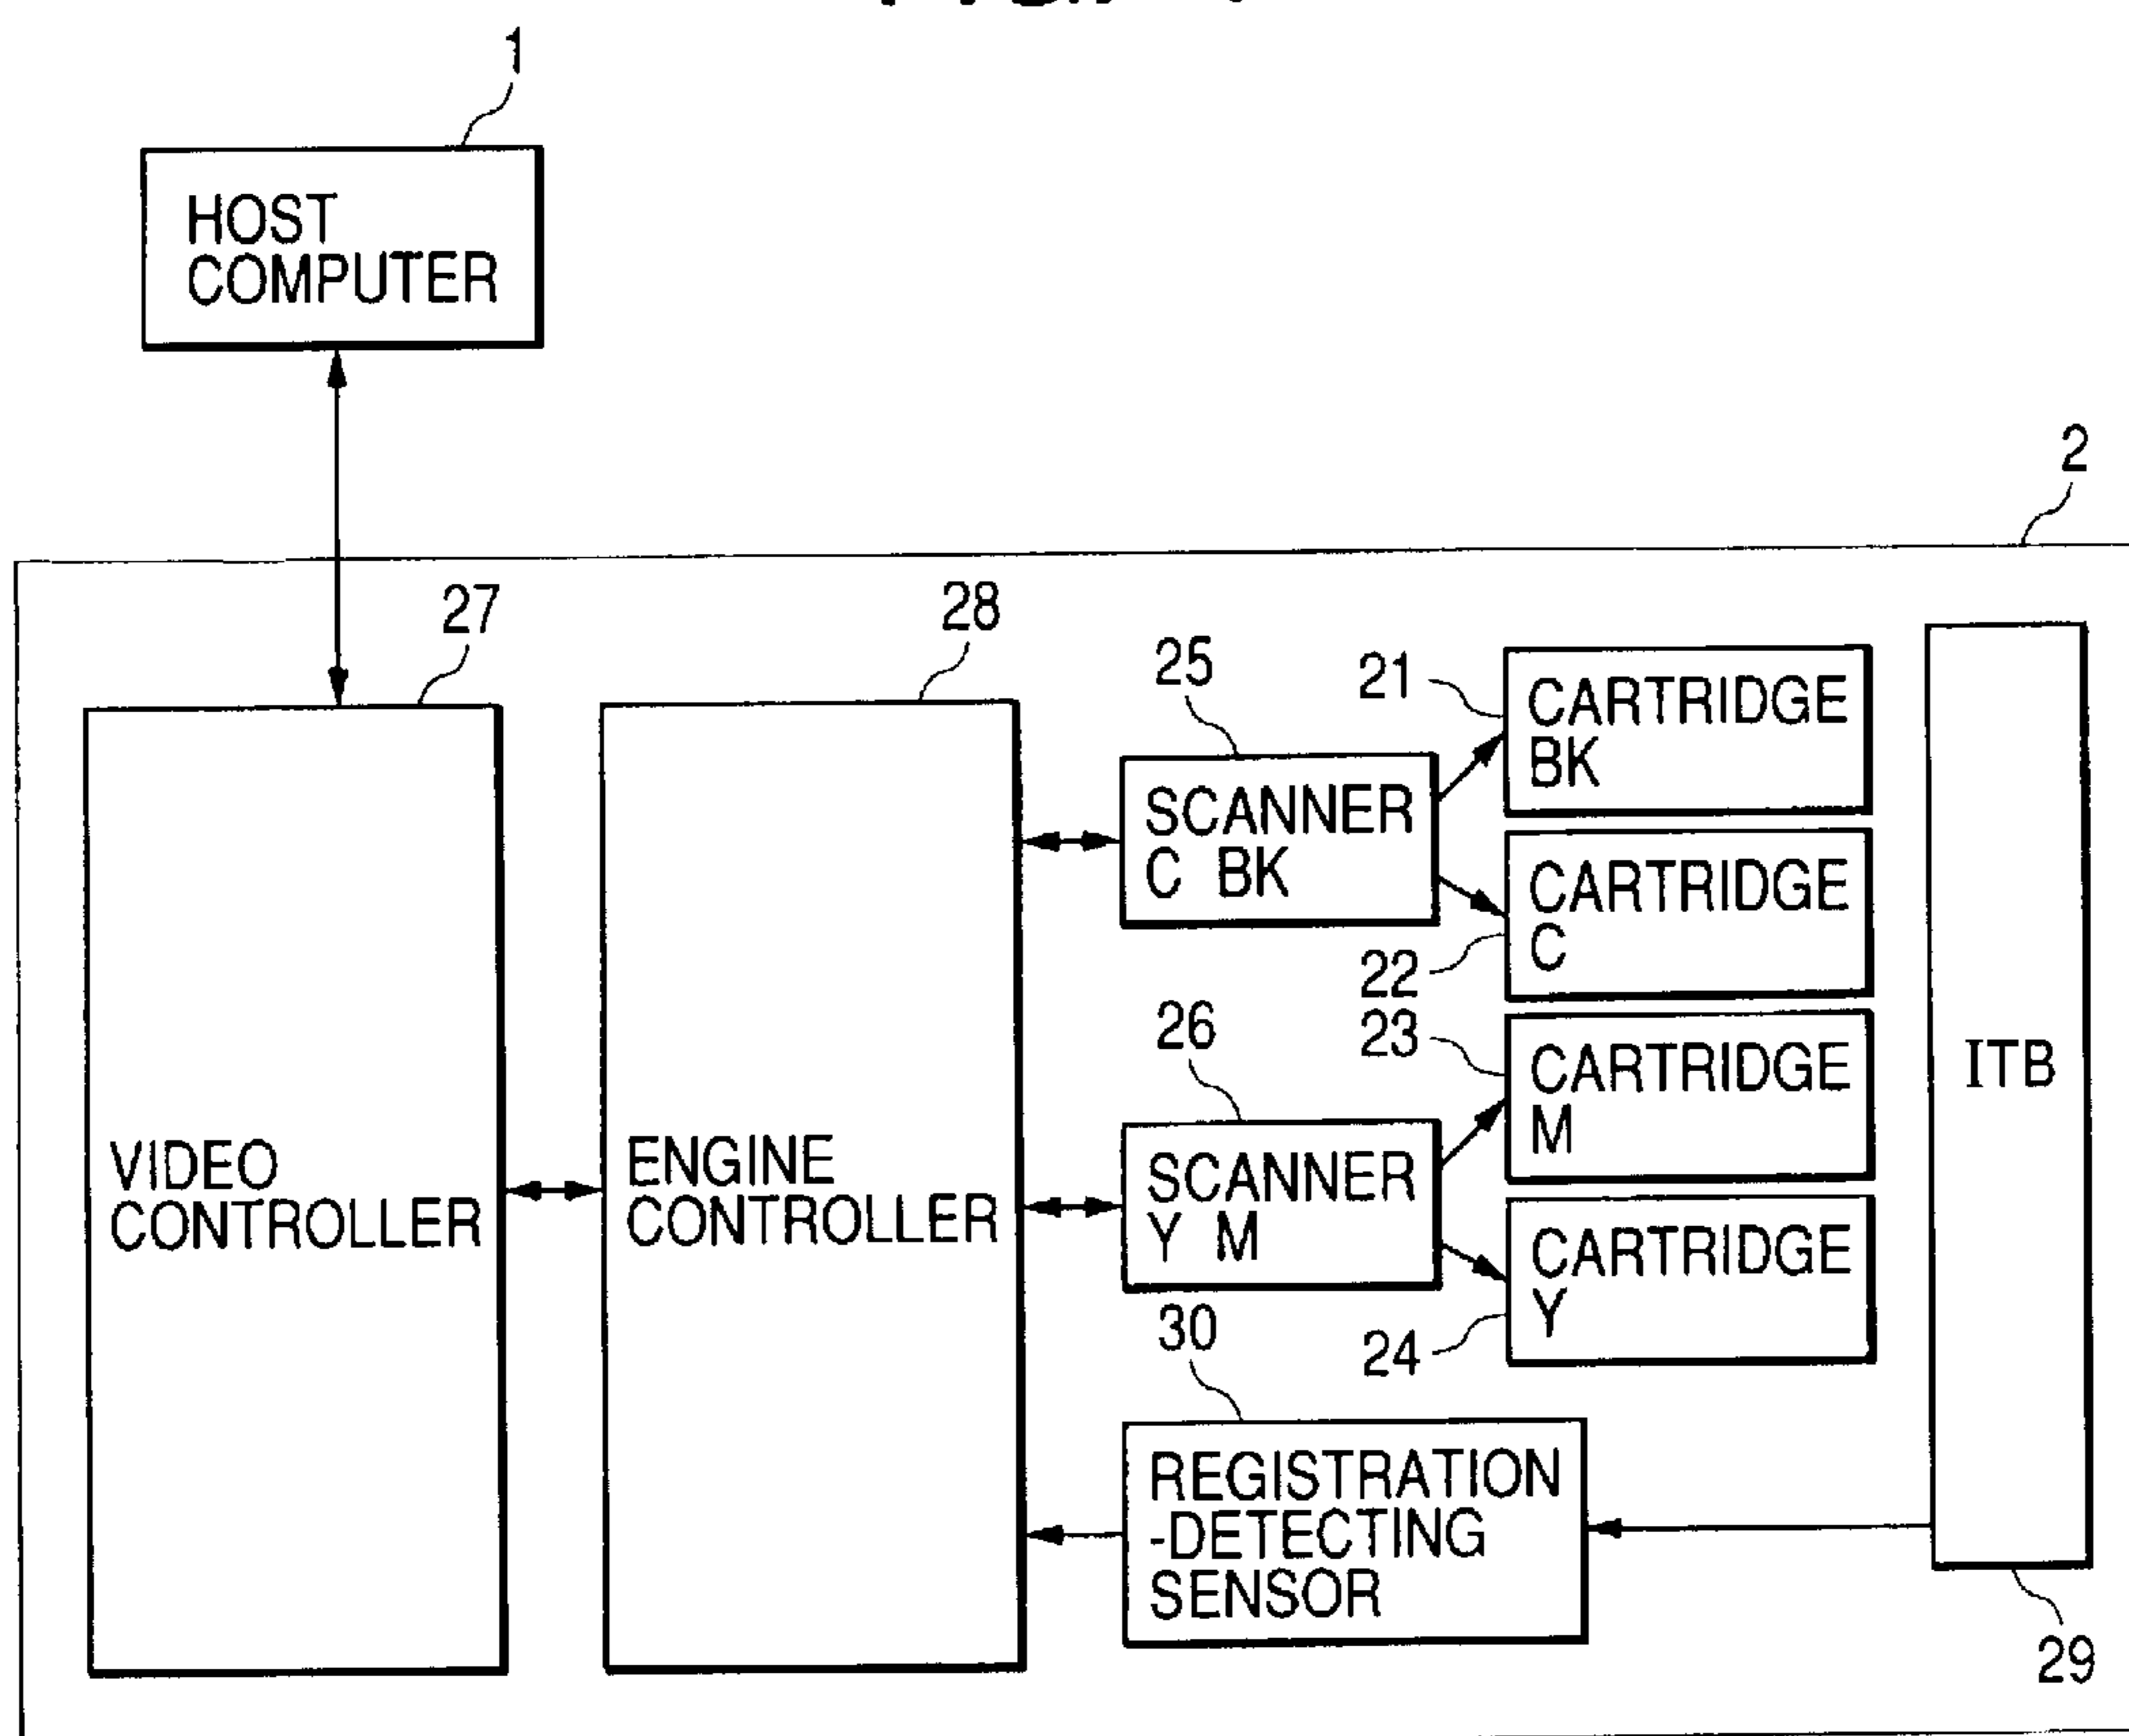 1
HOST
COMPUTER
2
27
28
25
21
CARTRIDGE
BK
SCANNER
C BK
22
CARTRIDGE
C
26
23
CARTRIDGE
M
ITB
VIDEO
CONTROLLER
ENGINE
CONTROLLER
SCANNER
Y M
24
CARTRIDGE
Y
30
REGISTRATION
-DETECTING
SENSOR
29